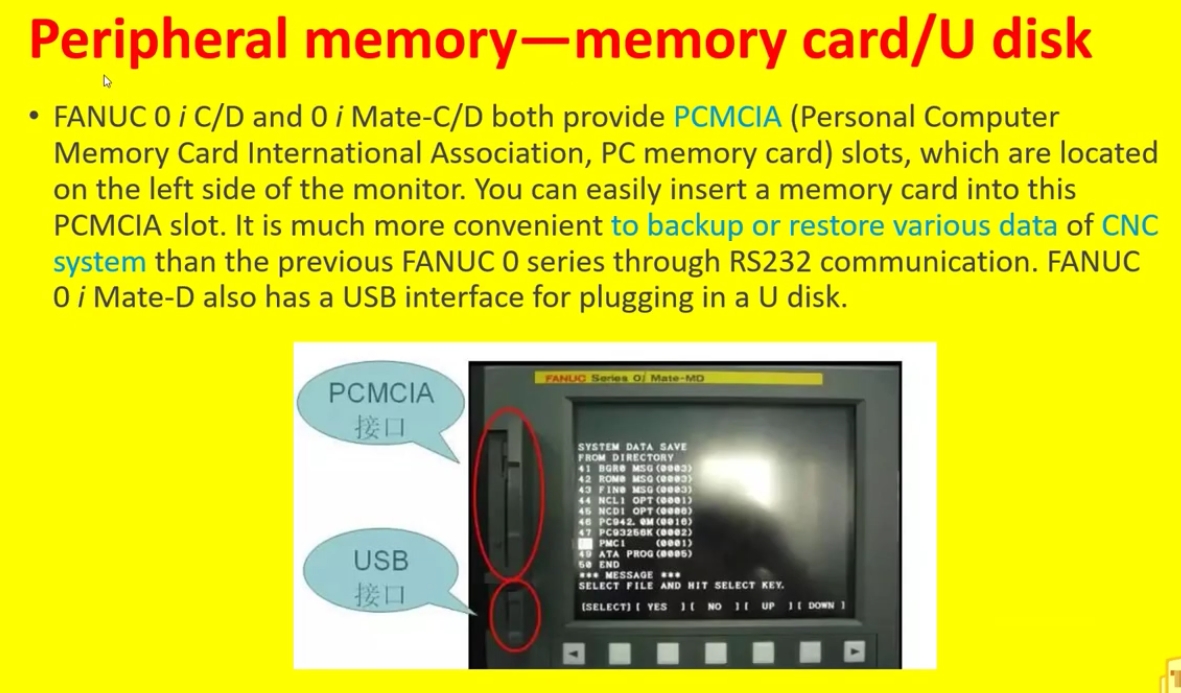 Peripheral memory—memory card/U disk
• FANUC 0 i C/D and 0 i Mate-C/D both provide PCMCIA (Personal Computer
Memory Card International Association, PC memory card) slots, which are located
on the left side of the monitor. You can easily insert a memory card into this
PCMCIA slot. It is much more convenient to backup or restore various data of CNC
system than the previous FANUC 0 series through RS232 communication. FANUC
0 i Mate-D also has a USB interface for plugging in a U disk.
PCMCIA
接口
USB
接口
FANUC Series 0i Mate-MD
SYSTEM DATA SAVE
FROM DIRECTORY
41 BGR0 MSG(0003)
42 ROM0 MSG(0003)
43 FIN0 MSG(0003)
44 NCL1 OPT(0001)
45 NCD1 OPT(0006)
46 PC942.0M(0016)
47 PC93256K(0002)
PMC1 (0001)
49 ATA PROG(0005)
50 END
*** MESSAGE ***
SELECT FILE AND HIT SELECT KEY.
[SELECT][ YES ][ NO ][ UP ][ DOWN ]